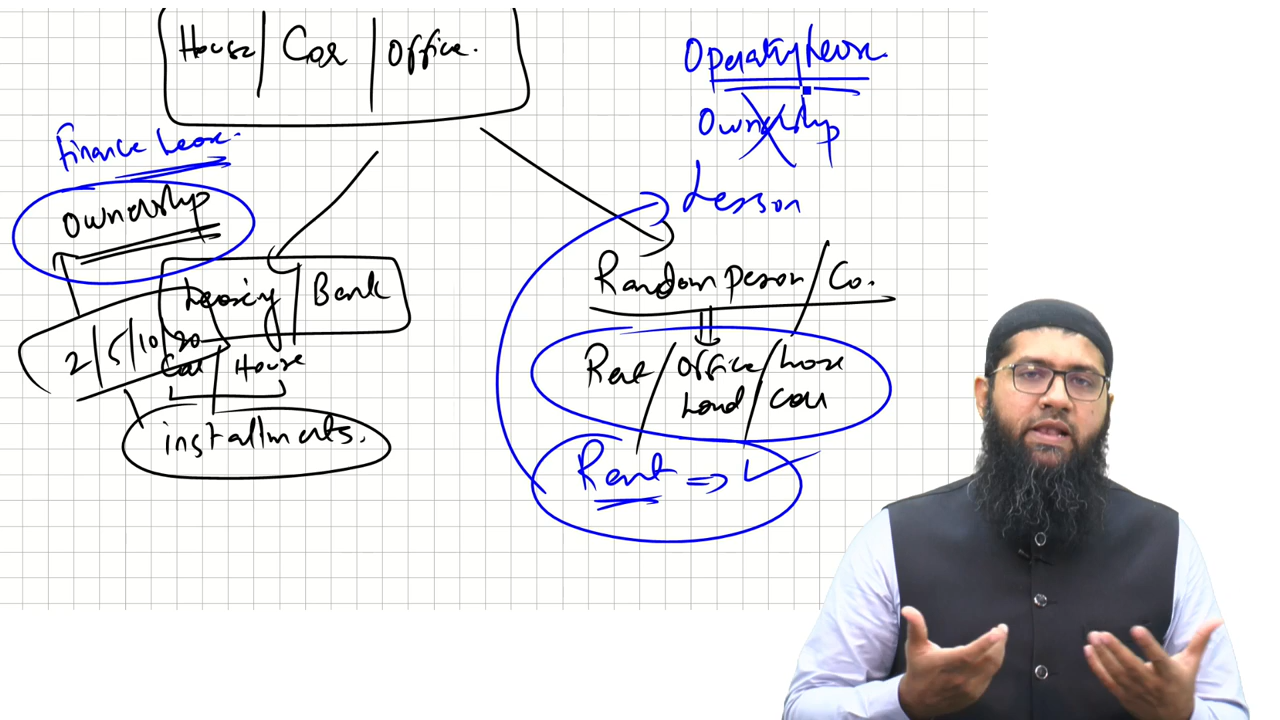 House | Car | Office.
Operating Lease
Ownership
Finance Lease.
ownership
Lessor
Random person / Co.
Leasing | Bank
2 | 5 | 10 | 20
Car | House
Rent / Office / house
Land / car
installments.
Rent =>